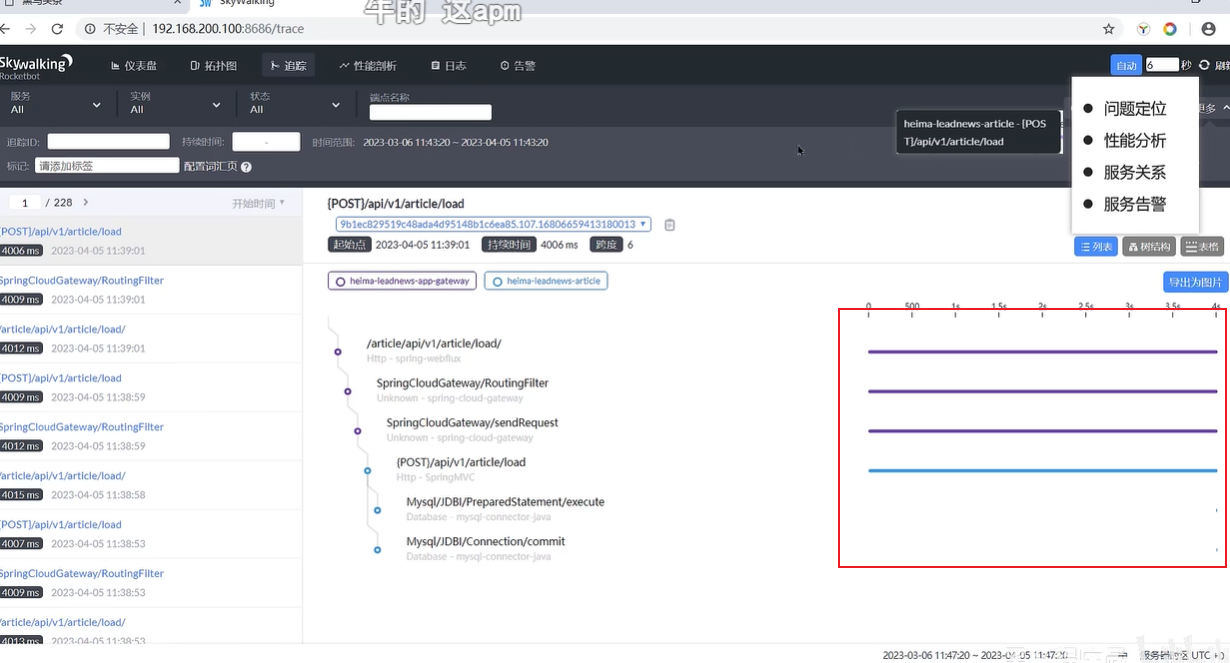 黑马头条
SkyWalking
牛的 这apm
不安全 | 192.168.200.100:8686/trace
Skywalking
Rocketbot
仪表盘
拓扑图
追踪
性能剖析
日志
告警
自动 6 秒 刷新
服务
All
实例
All
状态
All
端点名称
更多
heima-leadnews-article - [POS
T]/api/v1/article/load
问题定位
性能分析
服务关系
服务告警
追踪ID:
持续时间: -
时间范围: 2023-03-06 11:43:20 ~ 2023-04-05 11:43:20
标记: 请添加标签 配置词汇页 ?
1 / 228 >
开始时间
{POST}/api/v1/article/load
4006 ms 2023-04-05 11:39:01
SpringCloudGateway/RoutingFilter
4009 ms 2023-04-05 11:39:01
/article/api/v1/article/load/
4012 ms 2023-04-05 11:39:01
{POST}/api/v1/article/load
4009 ms 2023-04-05 11:38:59
SpringCloudGateway/RoutingFilter
4012 ms 2023-04-05 11:38:59
/article/api/v1/article/load/
4015 ms 2023-04-05 11:38:58
{POST}/api/v1/article/load
4007 ms 2023-04-05 11:38:53
SpringCloudGateway/RoutingFilter
4009 ms 2023-04-05 11:38:53
/article/api/v1/article/load/
4013 ms 2023-04-05 11:38:53
{POST}/api/v1/article/load
9b1ec829519c48ada4d95148b1c6ea85.107.16806659413180013
起始点 2023-04-05 11:39:01 持续时间 4006 ms 跨度 6
列表 树结构 表格
heima-leadnews-app-gateway
heima-leadnews-article
导出为图片
0 500 1s 1.5s 2s 2.5s 3s 3.5s 4s
/article/api/v1/article/load/
Http - spring-webflux
SpringCloudGateway/RoutingFilter
Unknown - spring-cloud-gateway
SpringCloudGateway/sendRequest
Unknown - spring-cloud-gateway
{POST}/api/v1/article/load
Http - SpringMVC
Mysql/JDBI/PreparedStatement/execute
Database - mysql-connector-java
Mysql/JDBI/Connection/commit
Database - mysql-connector-java
2023-03-06 11:47:20 ~ 2023-04-05 11:47:20
UTC